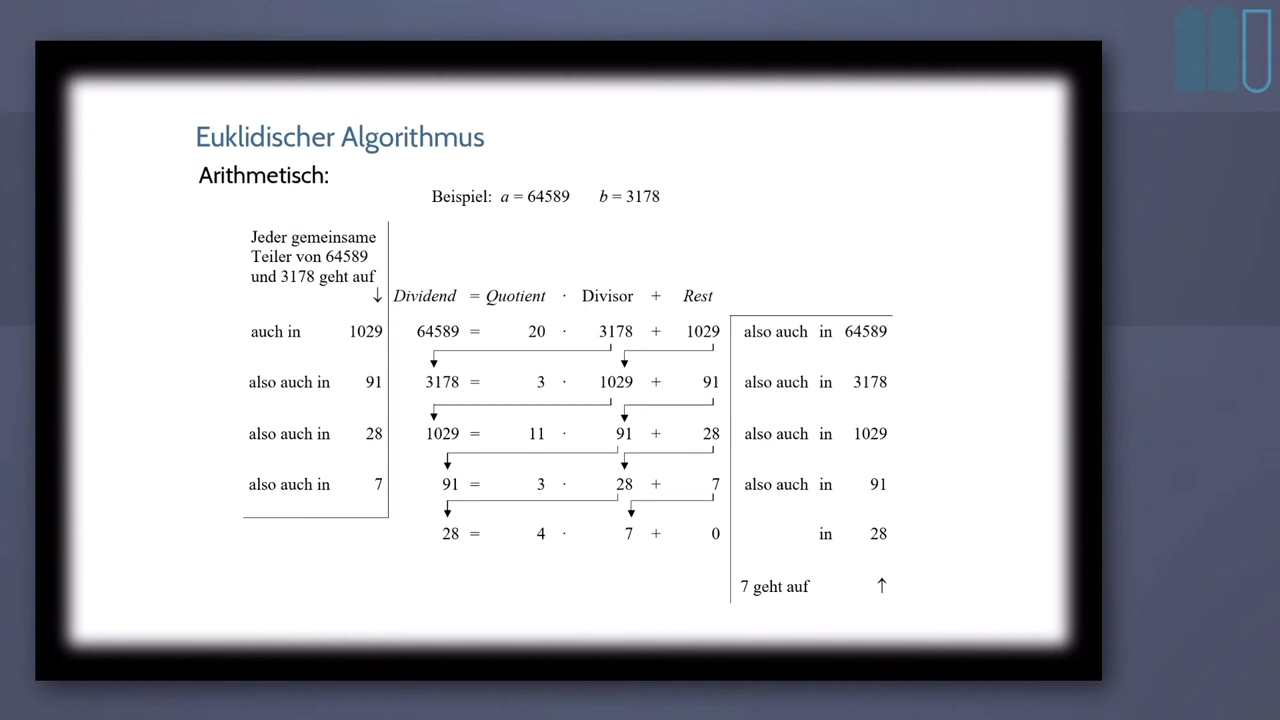 Euklidischer Algorithmus
Arithmetisch:
Beispiel: a = 64589 b = 3178
Jeder gemeinsame
Teiler von 64589
und 3178 geht auf
↓ Dividend = Quotient · Divisor + Rest
auch in 1029 64589 = 20 · 3178 + 1029 also auch in 64589
also auch in 91 3178 = 3 · 1029 + 91 also auch in 3178
also auch in 28 1029 = 11 · 91 + 28 also auch in 1029
also auch in 7 91 = 3 · 28 + 7 also auch in 91
28 = 4 · 7 + 0 in 28
7 geht auf ↑